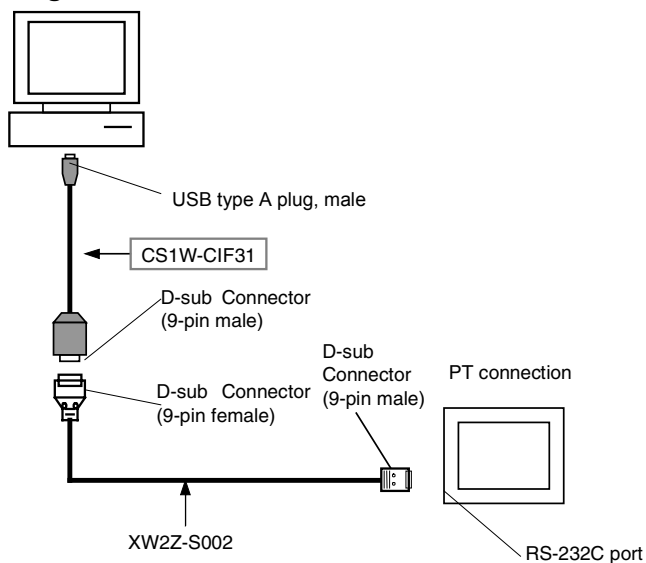 USB type A plug, male
CS1W-CIF31
D-sub Connector
(9-pin male)
D-sub Connector
(9-pin female)
D-sub
Connector
(9-pin male)
PT connection
XW2Z-S002
RS-232C port